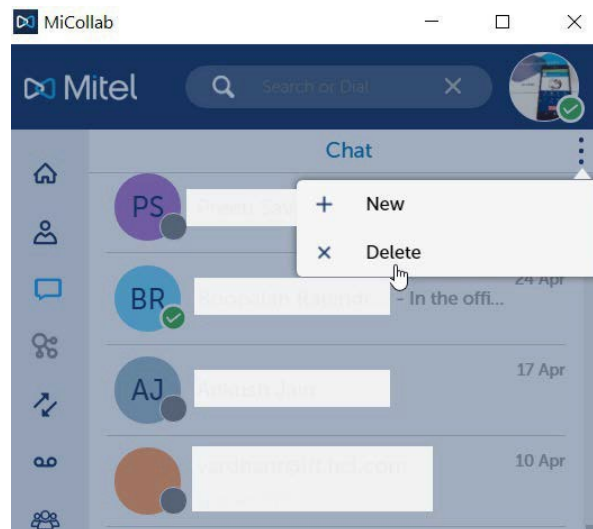 MiCollab
Mitel
Search or Dial
Chat
PS
New
Delete
24 Apr
BR
- In the offi...
17 Apr
AJ
10 Apr